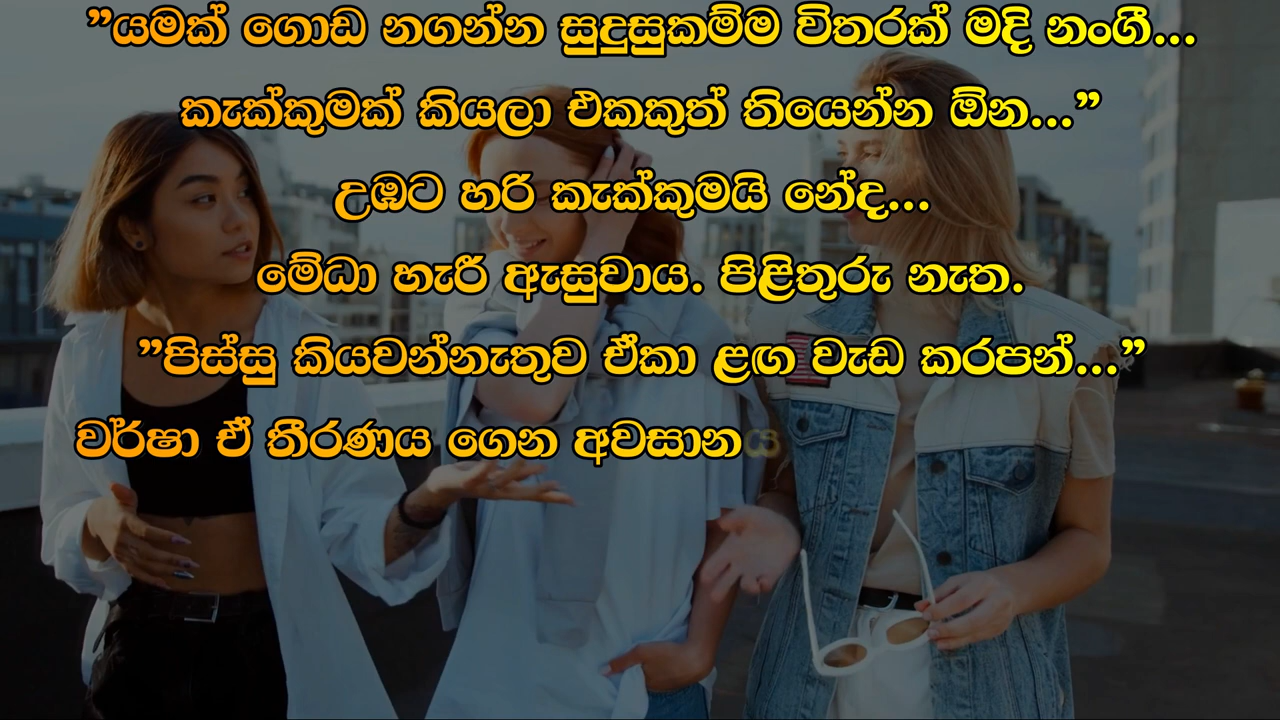 ”යමක් ගොඩ නගන්න සුදුසුකම්ම විතරක් මදි නංගී...
කැක්කුමක් කියලා එකකුත් තියෙන්න ඕන...”
උඹට හරි කැක්කුමයි නේද...
මේධා හැරී ඇසුවාය. පිළිතුරු නැත.
”පිස්සු කියවන්නැතුව ඒකා ළඟ වැඩ කරපන්...”
වර්ෂා ඒ තීරණය ගෙන අවසානය